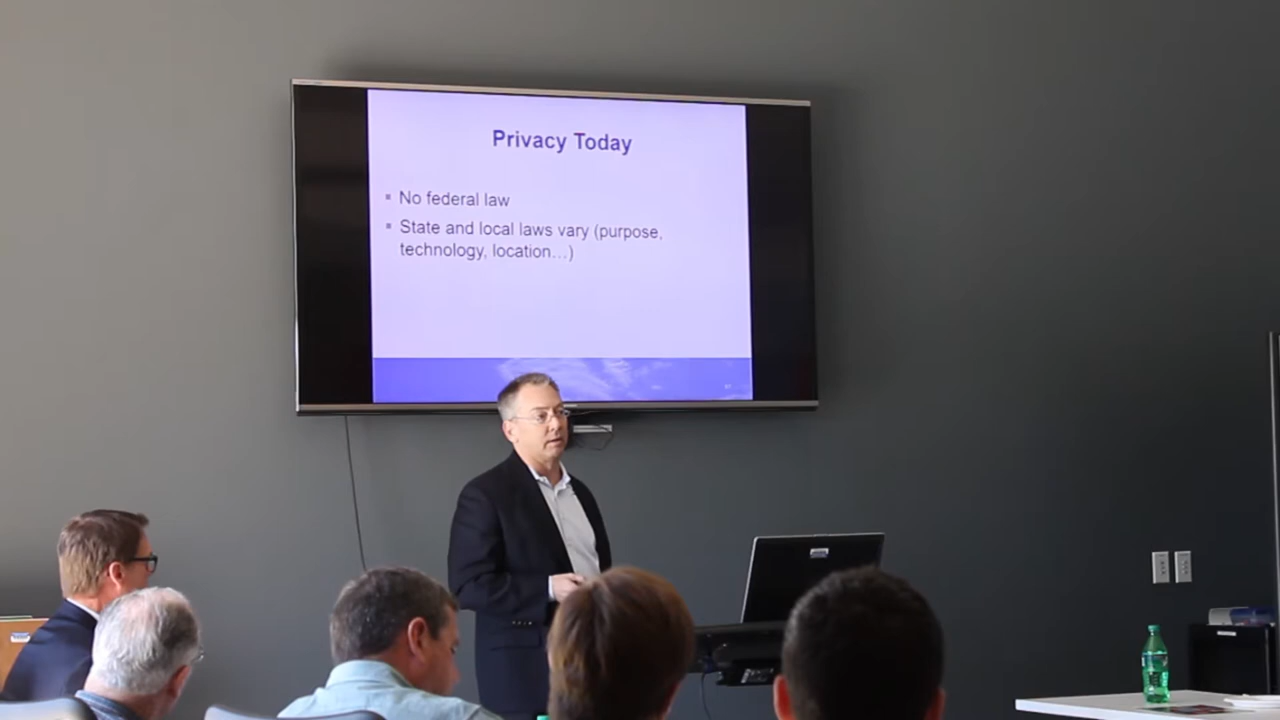 Privacy Today
▪ No federal law
▪ State and local laws vary (purpose,
technology, location…)